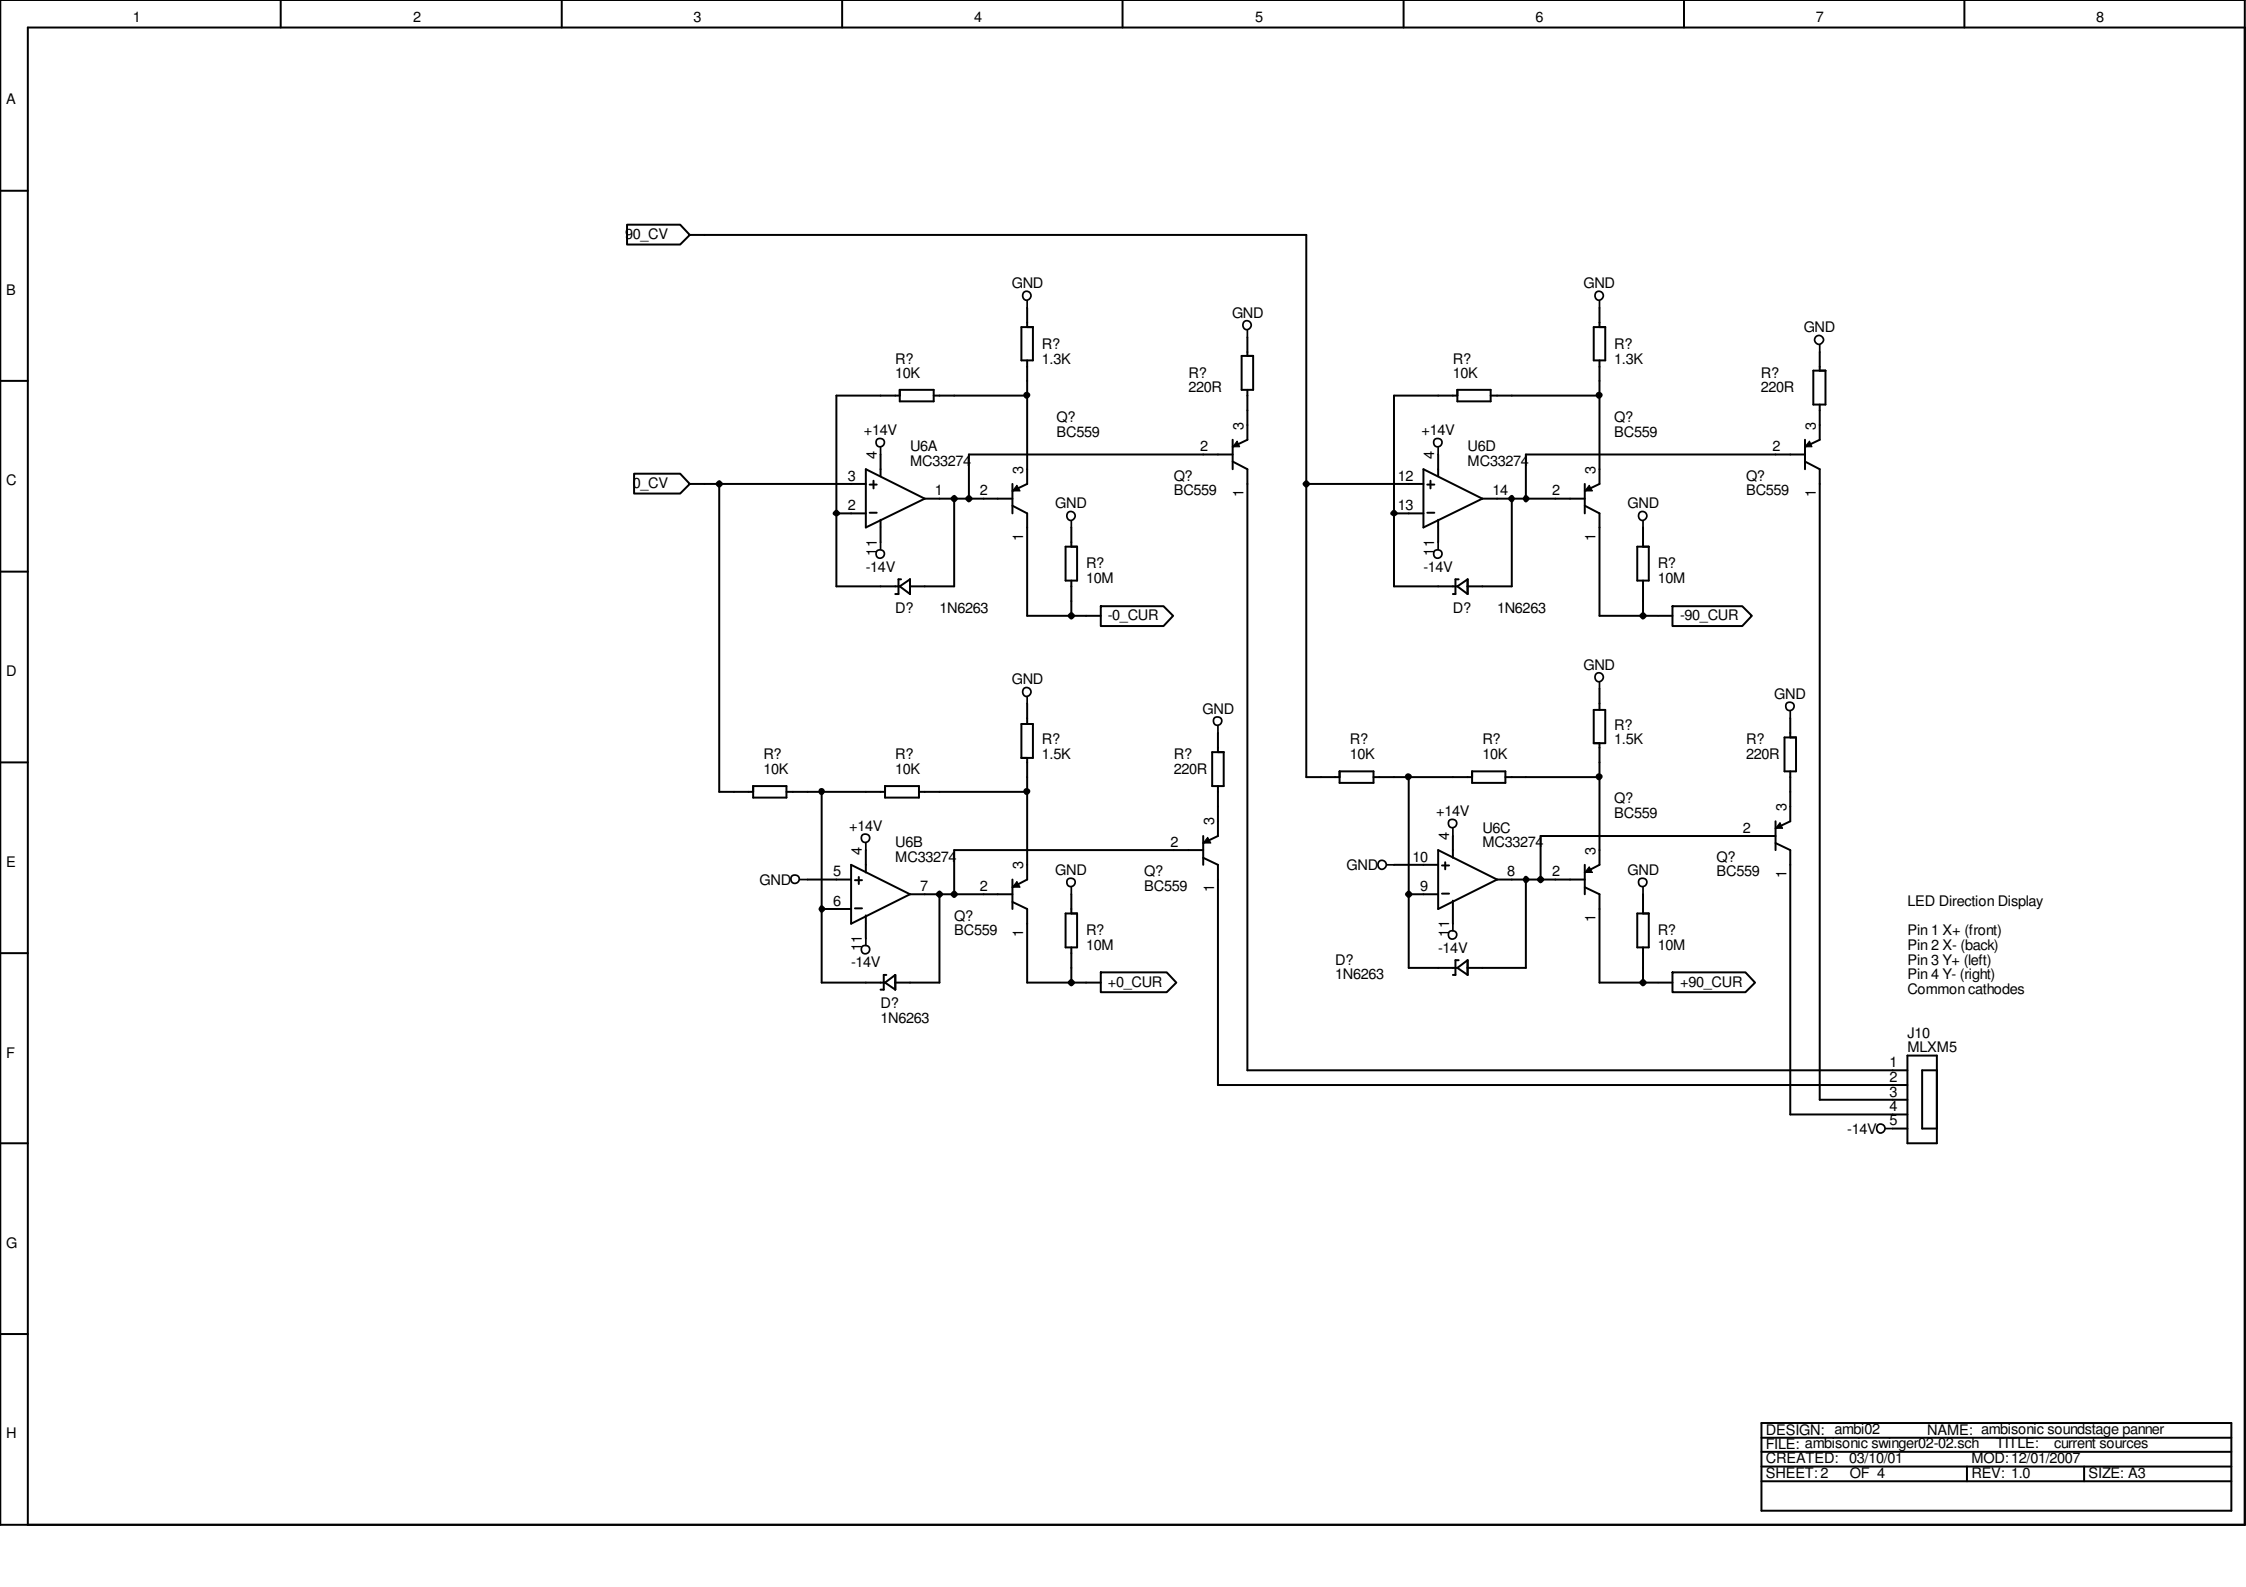 1 2 3 4 5 6 7 8
A
B
C
D
E
F
G
H
90_CV
0_CV
GND
R?
1.3K
R?
10K
GND
R?
220R
Q?
BC559
+14V
4
U6A
MC33274
3
+
2
−
1
11
-14V
2
3
1
GND
R?
10M
D? 1N6263
-0_CUR
2
3
Q?
BC559
1
GND
R?
1.3K
R?
10K
GND
R?
220R
Q?
BC559
+14V
4
U6D
MC33274
12
+
13
−
14
11
-14V
2
3
1
GND
R?
10M
D? 1N6263
-90_CUR
2
3
Q?
BC559
1
GND
R?
1.5K
R?
10K
R?
10K
GND
R?
220R
+14V
4
U6B
MC33274
GND
5
+
6
−
7
11
-14V
2
3
Q?
BC559
1
GND
R?
10M
D?
1N6263
+0_CUR
2
3
Q?
BC559
1
GND
R?
1.5K
R?
10K
R?
10K
GND
R?
220R
Q?
BC559
+14V
4
U6C
MC33274
GND
10
+
9
−
8
11
-14V
2
3
1
GND
R?
10M
D?
1N6263
+90_CUR
2
3
Q?
BC559
1
LED Direction Display
Pin 1 X+ (front)
Pin 2 X- (back)
Pin 3 Y+ (left)
Pin 4 Y- (right)
Common cathodes
J10
MLXM5
1
2
3
4
-14V 5
DESIGN: ambi02 NAME: ambisonic soundstage panner
FILE: ambisonic swinger02-02.sch TITLE: current sources
CREATED: 03/10/01 MOD: 12/01/2007
SHEET: 2 OF 4 REV: 1.0 SIZE: A3